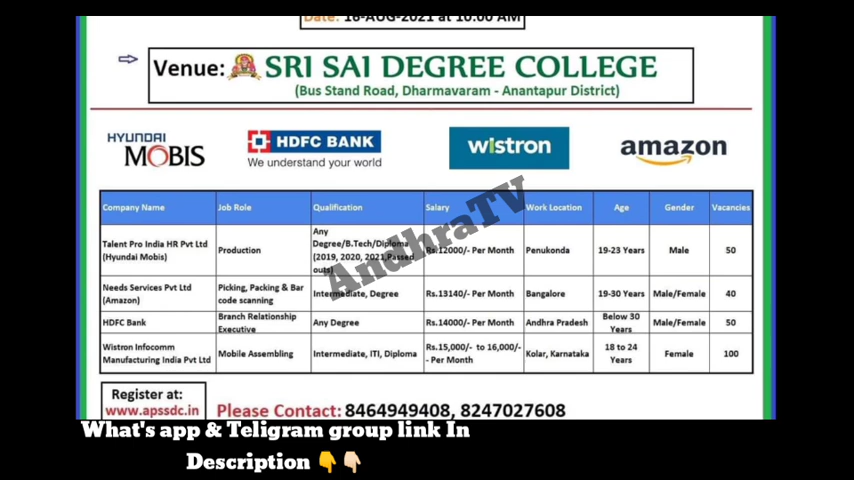 Date: 16-AUG-2021 at 10.00 AM
Venue: SRI SAI DEGREE COLLEGE
(Bus Stand Road, Dharmavaram - Anantapur District)
HYUNDAI
MOBIS
HDFC BANK
We understand your world
wistron
amazon
Company Name Job Role Qualification Salary Work Location Age Gender Vacancies
Talent Pro India HR Pvt Ltd
(Hyundai Mobis)
Production
Any
Degree/B.Tech/Diploma
(2019, 2020, 2021,Passed
outs)
Rs.12000/- Per Month
Penukonda
19-23 Years
Male
50
Needs Services Pvt Ltd
(Amazon)
Picking, Packing & Bar
code scanning
Intermediate, Degree
Rs.13140/- Per Month
Bangalore
19-30 Years
Male/Female
40
HDFC Bank
Branch Relationship
Executive
Any Degree
Rs.14000/- Per Month
Andhra Pradesh
Below 30
Years
Male/Female
50
Wistron Infocomm
Manufacturing India Pvt Ltd
Mobile Assembling
Intermediate, ITI, Diploma
Rs.15,000/- to 16,000/-
- Per Month
Kolar, Karnataka
18 to 24
Years
Female
100
AndhraTV
Register at:
www.apssdc.in
Please Contact: 8464949408, 8247027608
What's app & Teligram group link In
Description 👇👇🏻